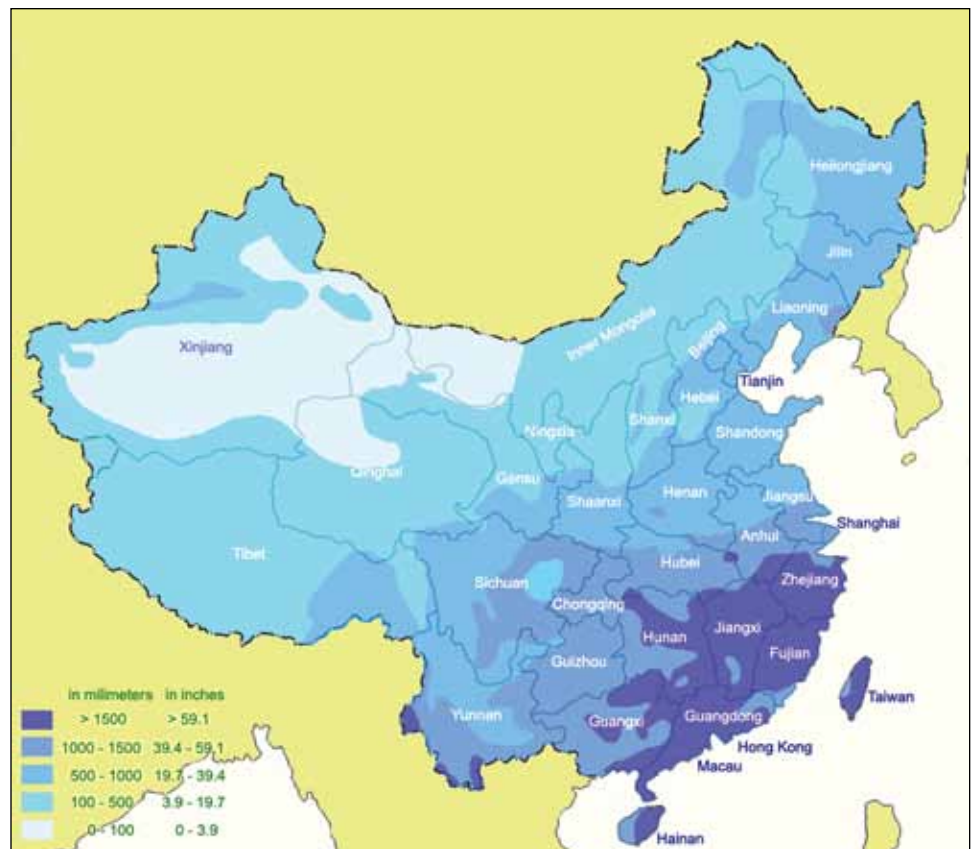 Heilongjiang
Jilin
Liaoning
Inner Mongolia
Beijing
Xinjiang
Tianjin
Hebei
Shanxi
Ningxia
Shandong
Qinghai
Gansu
Shaanxi
Henan
Jiangsu
Shanghai
Anhui
Tibet
Hubei
Sichuan
Zhejiang
Chongqing
Hunan
Jiangxi
Guizhou
Fujian
Taiwan
Yunnan
Guangxi
Guangdong
Hong Kong
Macau
Hainan
in milimeters in inches
> 1500 > 59.1
1000 - 1500 39.4 - 59.1
500 - 1000 19.7 - 39.4
100 - 500 3.9 - 19.7
0 - 100 0 - 3.9